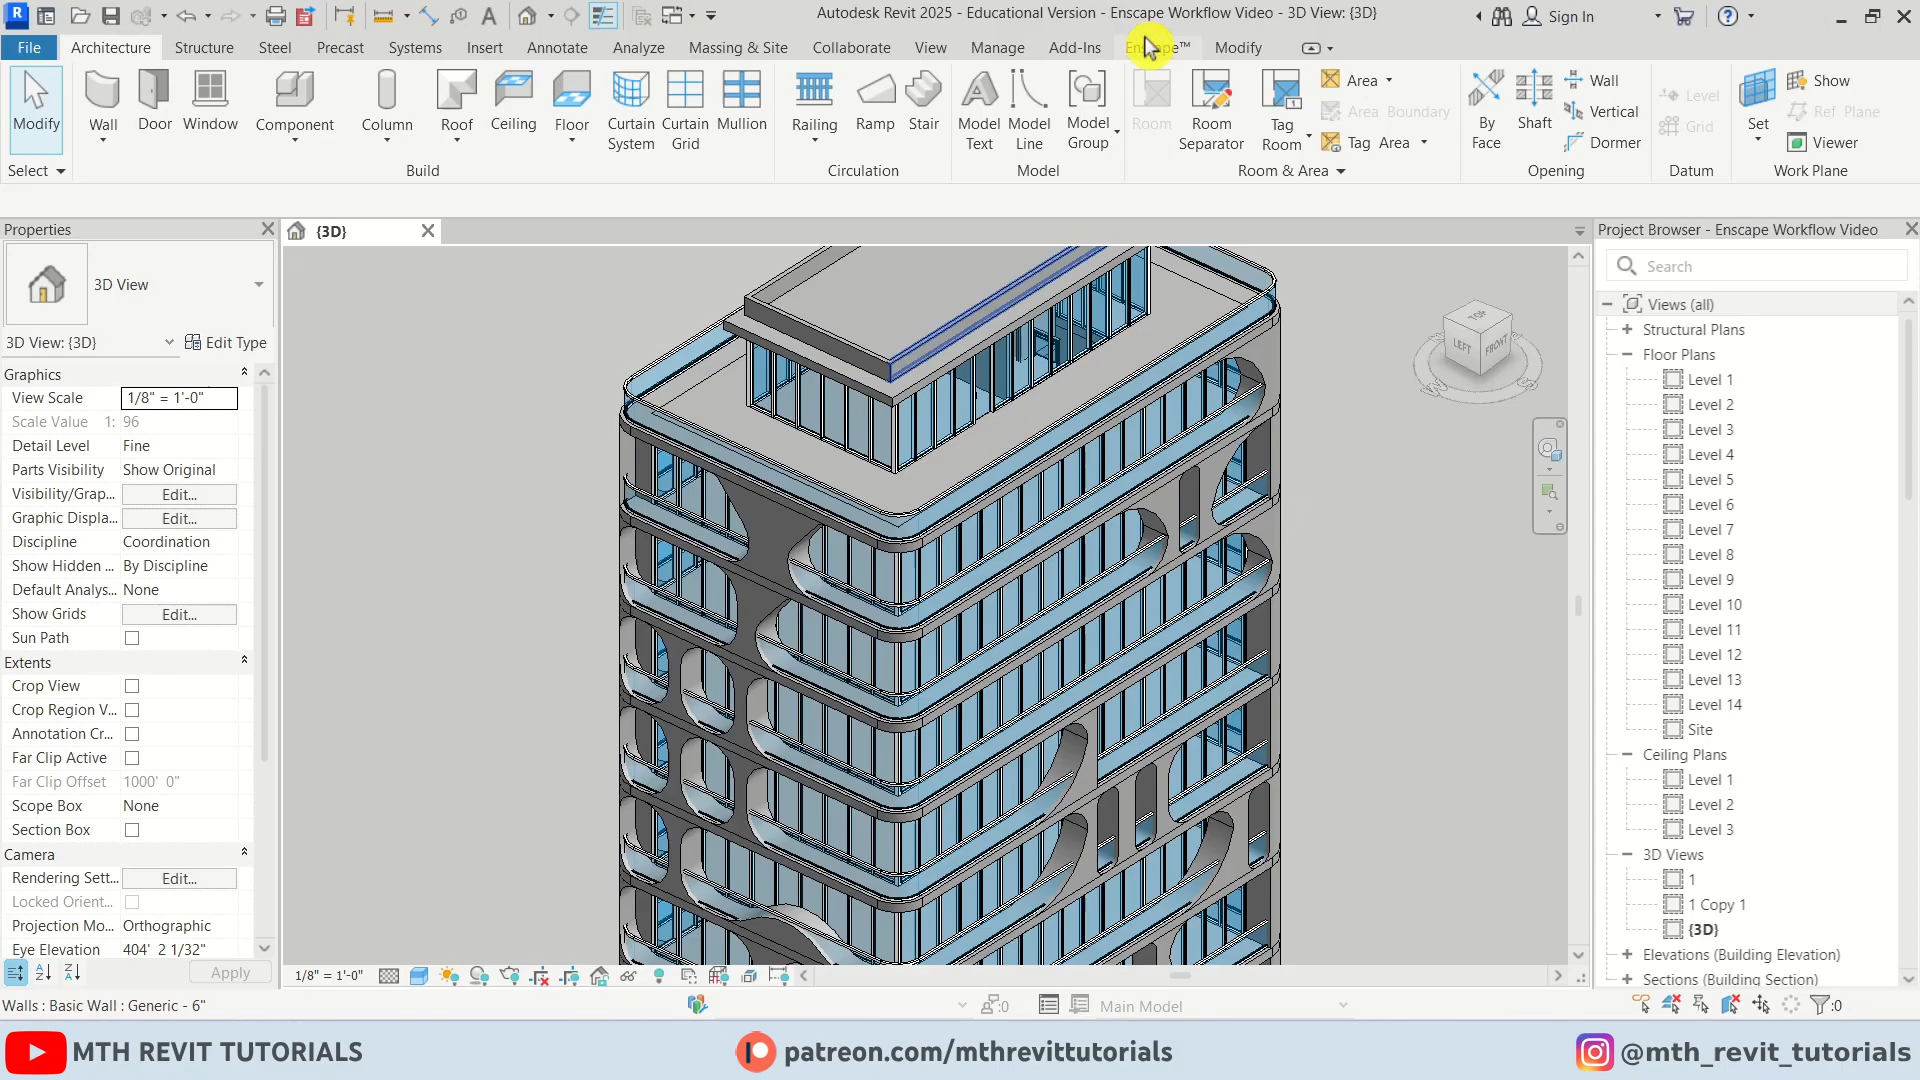 Autodesk Revit 2025 - Educational Version - Enscape Workflow Video - 3D View: {3D}
Sign In
File Architecture Structure Steel Precast Systems Insert Annotate Analyze Massing & Site Collaborate View Manage Add-Ins Enscape™ Modify
Modify
Wall
Door
Window
Component
Column
Roof
Ceiling
Floor
Curtain System
Curtain Grid
Mullion
Railing
Ramp
Stair
Model Text
Model Line
Model Group
Room
Room Separator
Tag Room
Area
Area Boundary
Tag Area
By Face
Shaft
Wall
Vertical
Dormer
Level
Grid
Set
Show
Ref Plane
Viewer
Select Build Circulation Model Room & Area Opening Datum Work Plane
Properties
3D View
3D View: {3D} Edit Type
Graphics
View Scale 1/8" = 1'-0"
Scale Value 1: 96
Detail Level Fine
Parts Visibility Show Original
Visibility/Grap... Edit...
Graphic Displa... Edit...
Discipline Coordination
Show Hidden ... By Discipline
Default Analys... None
Show Grids Edit...
Sun Path
Extents
Crop View
Crop Region V...
Annotation Cr...
Far Clip Active
Far Clip Offset 1000' 0"
Scope Box None
Section Box
Camera
Rendering Sett... Edit...
Locked Orient...
Projection Mo... Orthographic
Eye Elevation 404' 2 1/32"
Apply
{3D}
TOP
LEFT
FRONT
1/8" = 1'-0"
Project Browser - Enscape Workflow Video
Search
Views (all)
Structural Plans
Floor Plans
Level 1
Level 2
Level 3
Level 4
Level 5
Level 6
Level 7
Level 8
Level 9
Level 10
Level 11
Level 12
Level 13
Level 14
Site
Ceiling Plans
Level 1
Level 2
Level 3
3D Views
1
1 Copy 1
{3D}
Elevations (Building Elevation)
Sections (Building Section)
Walls : Basic Wall : Generic - 6"
:0
Main Model
:0
MTH REVIT TUTORIALS
patreon.com/mthrevittutorials
@mth_revit_tutorials